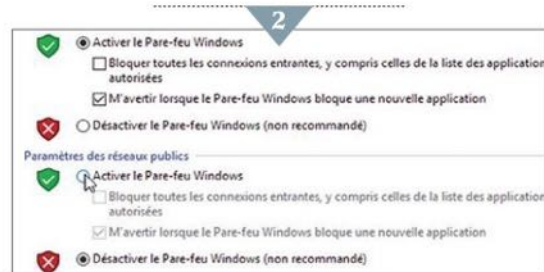 2
Activer le Pare-feu Windows
Bloquer toutes les connexions entrantes, y compris celles de la liste des application
autorisées
M'avertir lorsque le Pare-feu Windows bloque une nouvelle application
Désactiver le Pare-feu Windows (non recommandé)
Paramètres des réseaux publics
Activer le Pare-feu Windows
Bloquer toutes les connexions entrantes, y compris celles de la liste des application
autorisées
M'avertir lorsque le Pare-feu Windows bloque une nouvelle application
Désactiver le Pare-feu Windows (non recommandé)